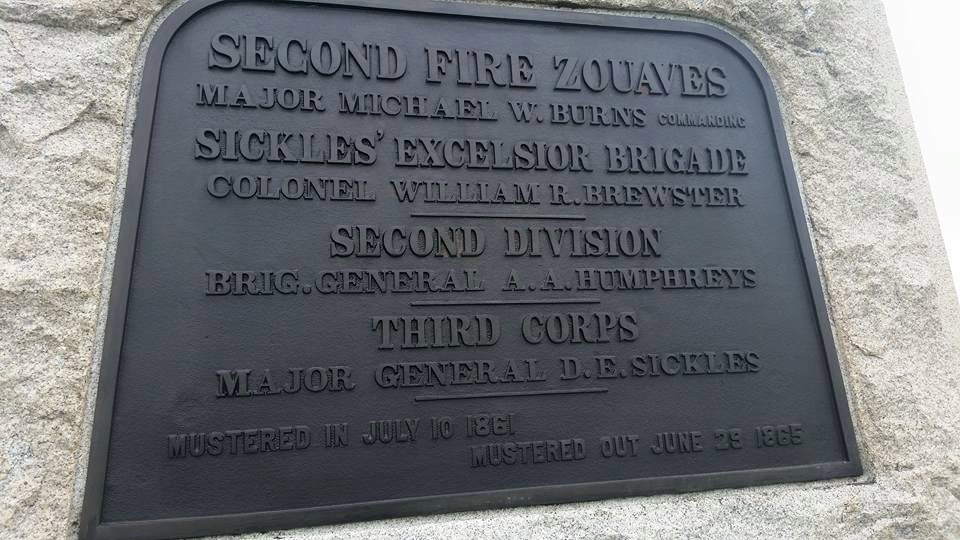 SECOND FIRE ZOUAVES
MAJOR MICHAEL W. BURNS COMMANDING
SICKLES' EXCELSIOR BRIGADE
COLONEL WILLIAM R. BREWSTER
SECOND DIVISION
BRIG. GENERAL A. A. HUMPHREYS
THIRD CORPS
MAJOR GENERAL D. E. SICKLES
MUSTERED IN JULY 10 1861
MUSTERED OUT JUNE 29 1865